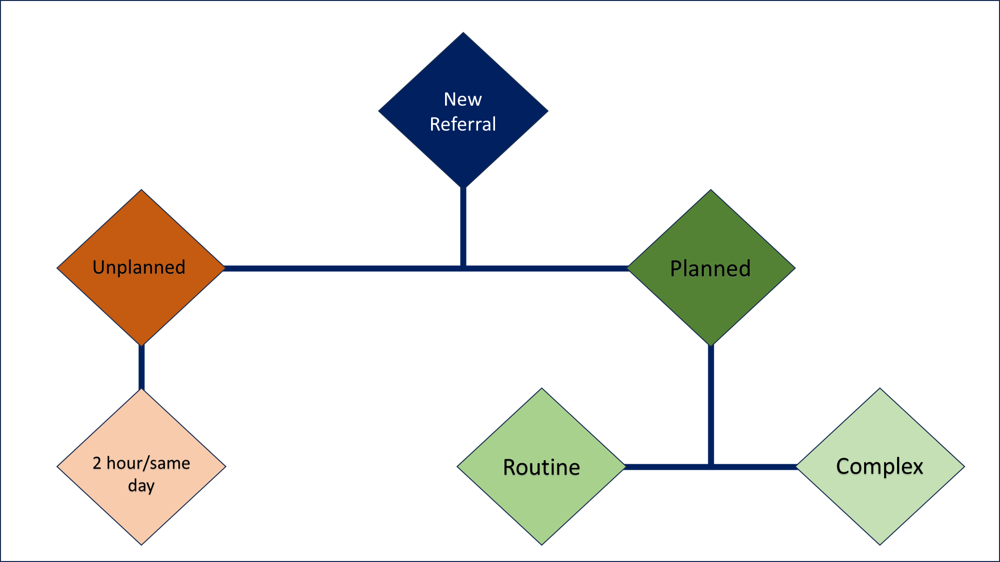 New
Referral
Unplanned
Planned
2 hour/same
day
Routine
Complex